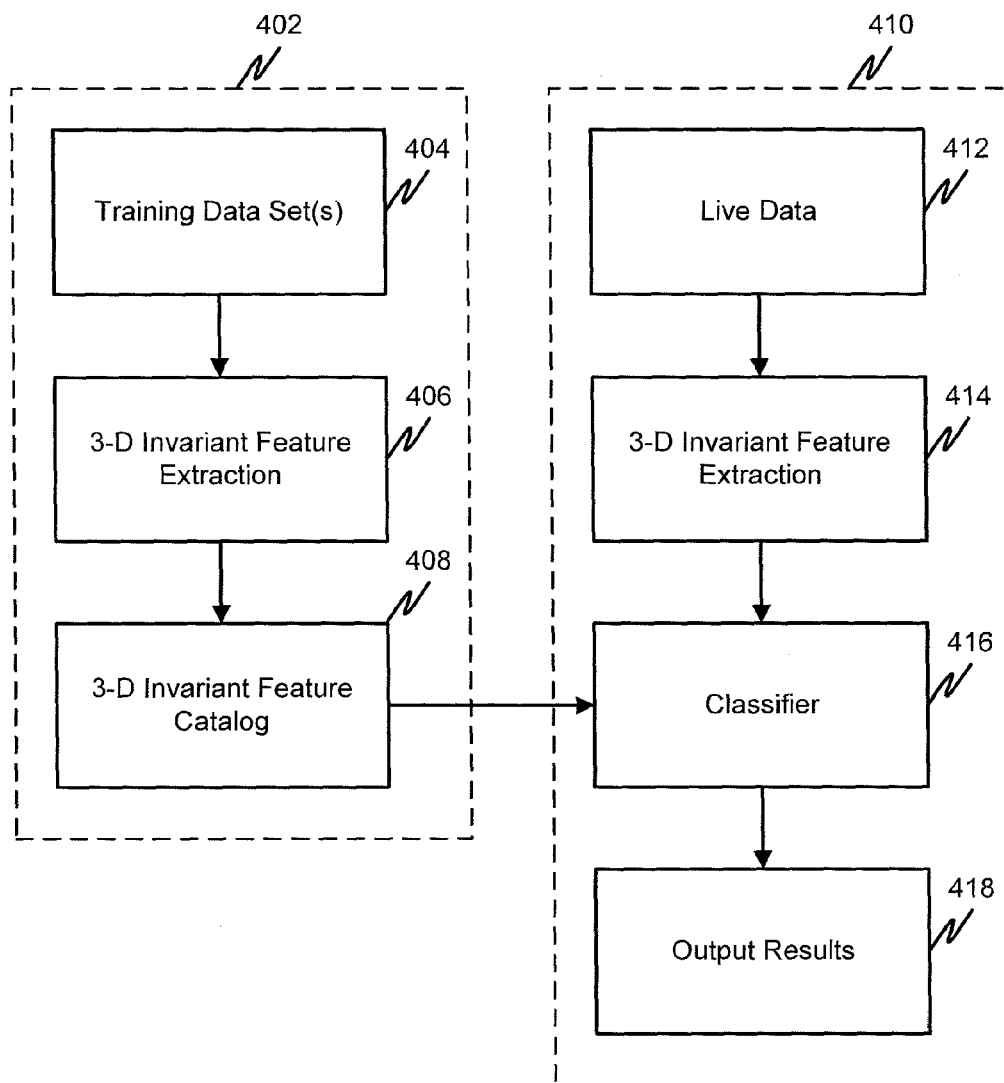 402
404
Training Data Set(s)
406
3-D Invariant Feature
Extraction
408
3-D Invariant Feature
Catalog
410
412
Live Data
414
3-D Invariant Feature
Extraction
416
Classifier
418
Output Results